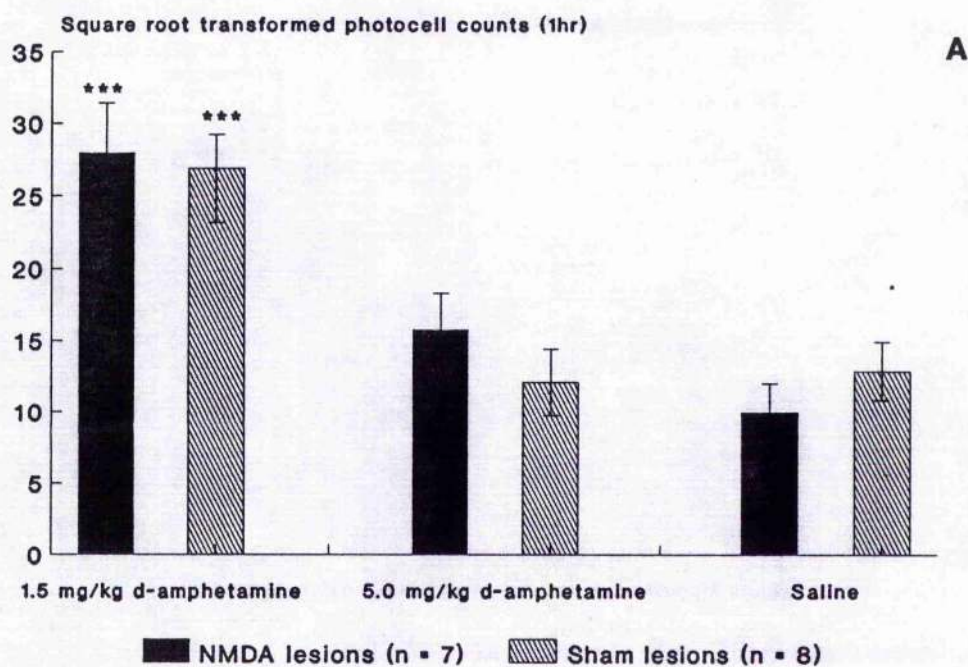 Square root transformed photocell counts (1hr)
A
35
30
25
20
15
10
5
0
*** ***
1.5 mg/kg d-amphetamine 5.0 mg/kg d-amphetamine Saline
NMDA lesions (n = 7) Sham lesions (n = 8)